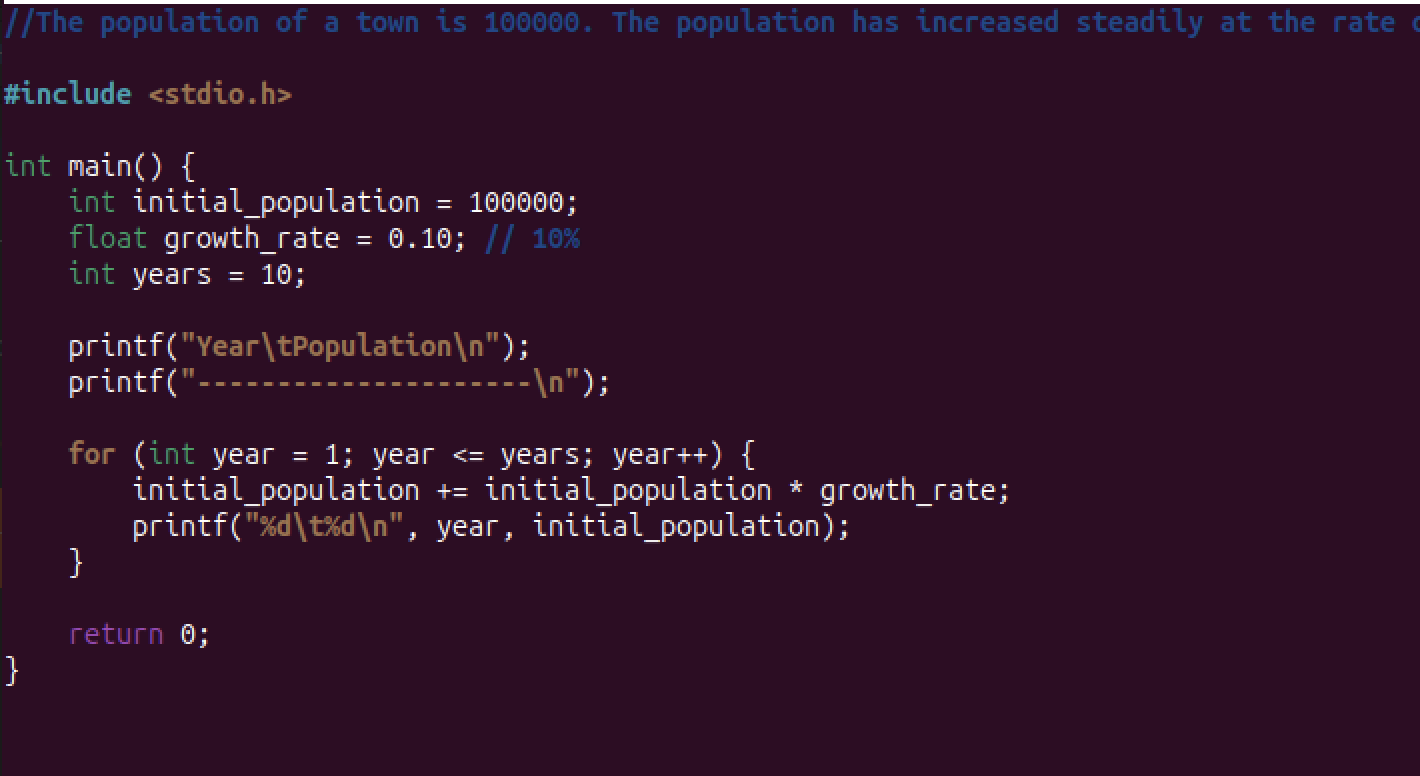 //The population of a town is 100000. The population has increased steadily at the rate
#include <stdio.h>
int main() {
    int initial_population = 100000;
    float growth_rate = 0.10; // 10%
    int years = 10;
    printf("Year\tPopulation\n");
    printf("---------------------\n");
    for (int year = 1; year <= years; year++) {
        initial_population += initial_population * growth_rate;
        printf("%d\t%d\n", year, initial_population);
    }
    return 0;
}